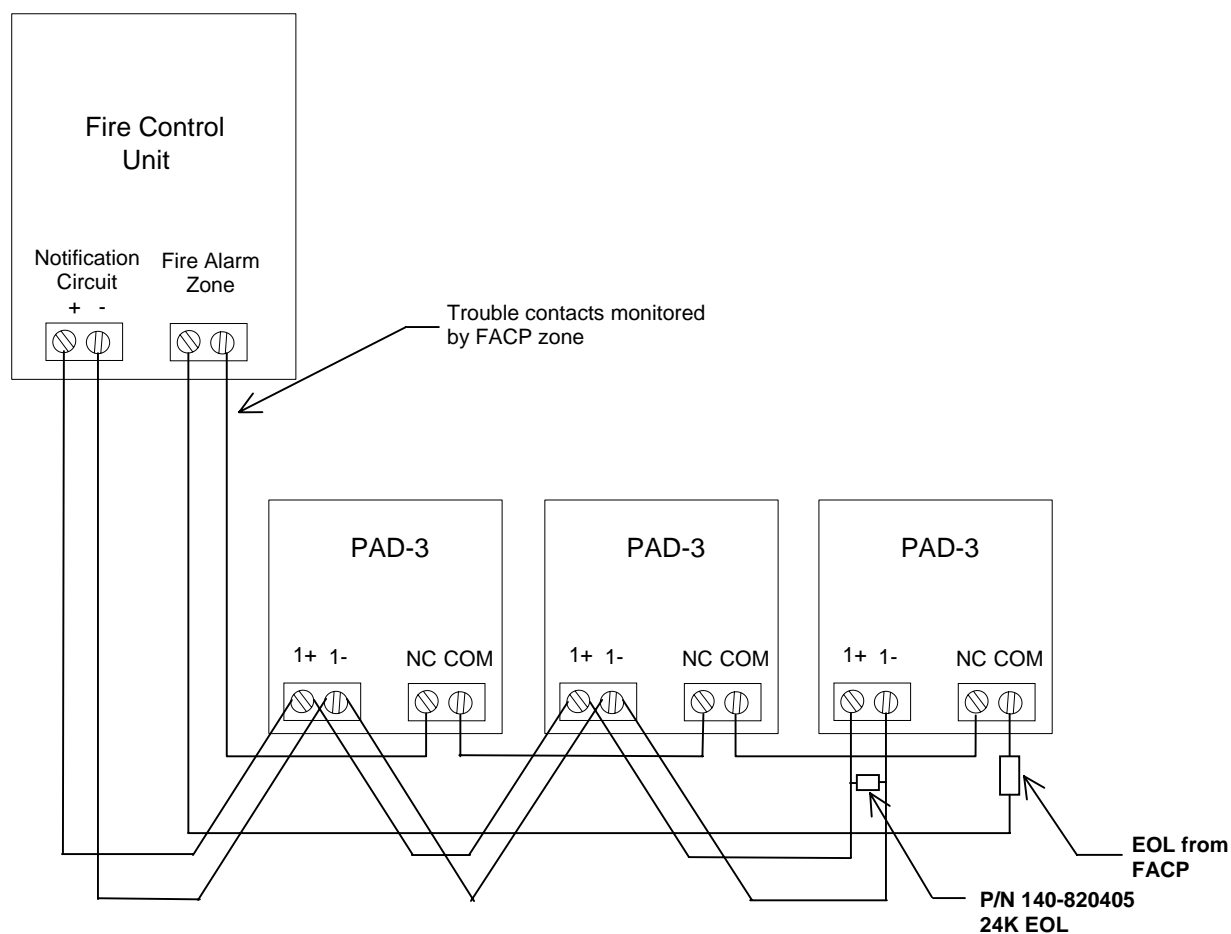 Fire Control
Unit
Notification
Circuit
+ -
Fire Alarm
Zone
Trouble contacts monitored
by FACP zone
PAD-3
1+ 1-
NC COM
PAD-3
1+ 1-
NC COM
PAD-3
1+ 1-
NC COM
EOL from
FACP
P/N 140-820405
24K EOL